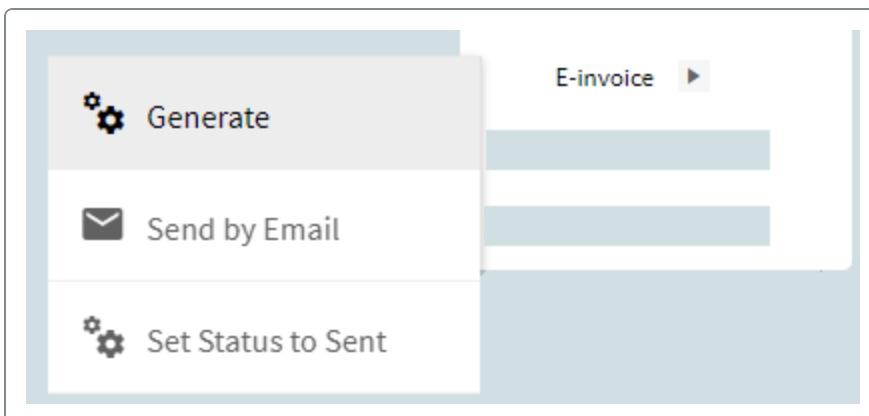 E-invoice
Generate
Send by Email
Set Status to Sent